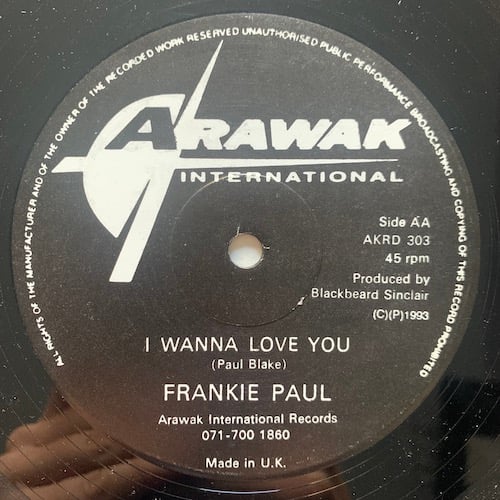 ALL RIGHTS OF THE MANUFACTURER AND OF THE OWNER OF THE RECORDED WORK RESERVED UNAUTHORISED PUBLIC PERFORMANCE BROADCASTING AND COPYING OF THIS RECORD PROHIBITED
ARAWAK
INTERNATIONAL
Side AA
AKRD 303
45 rpm
Produced by
Blackbeard Sinclair
(C)(P)1993
I WANNA LOVE YOU
(Paul Blake)
FRANKIE PAUL
Arawak International Records
071-700 1860
Made in U.K.